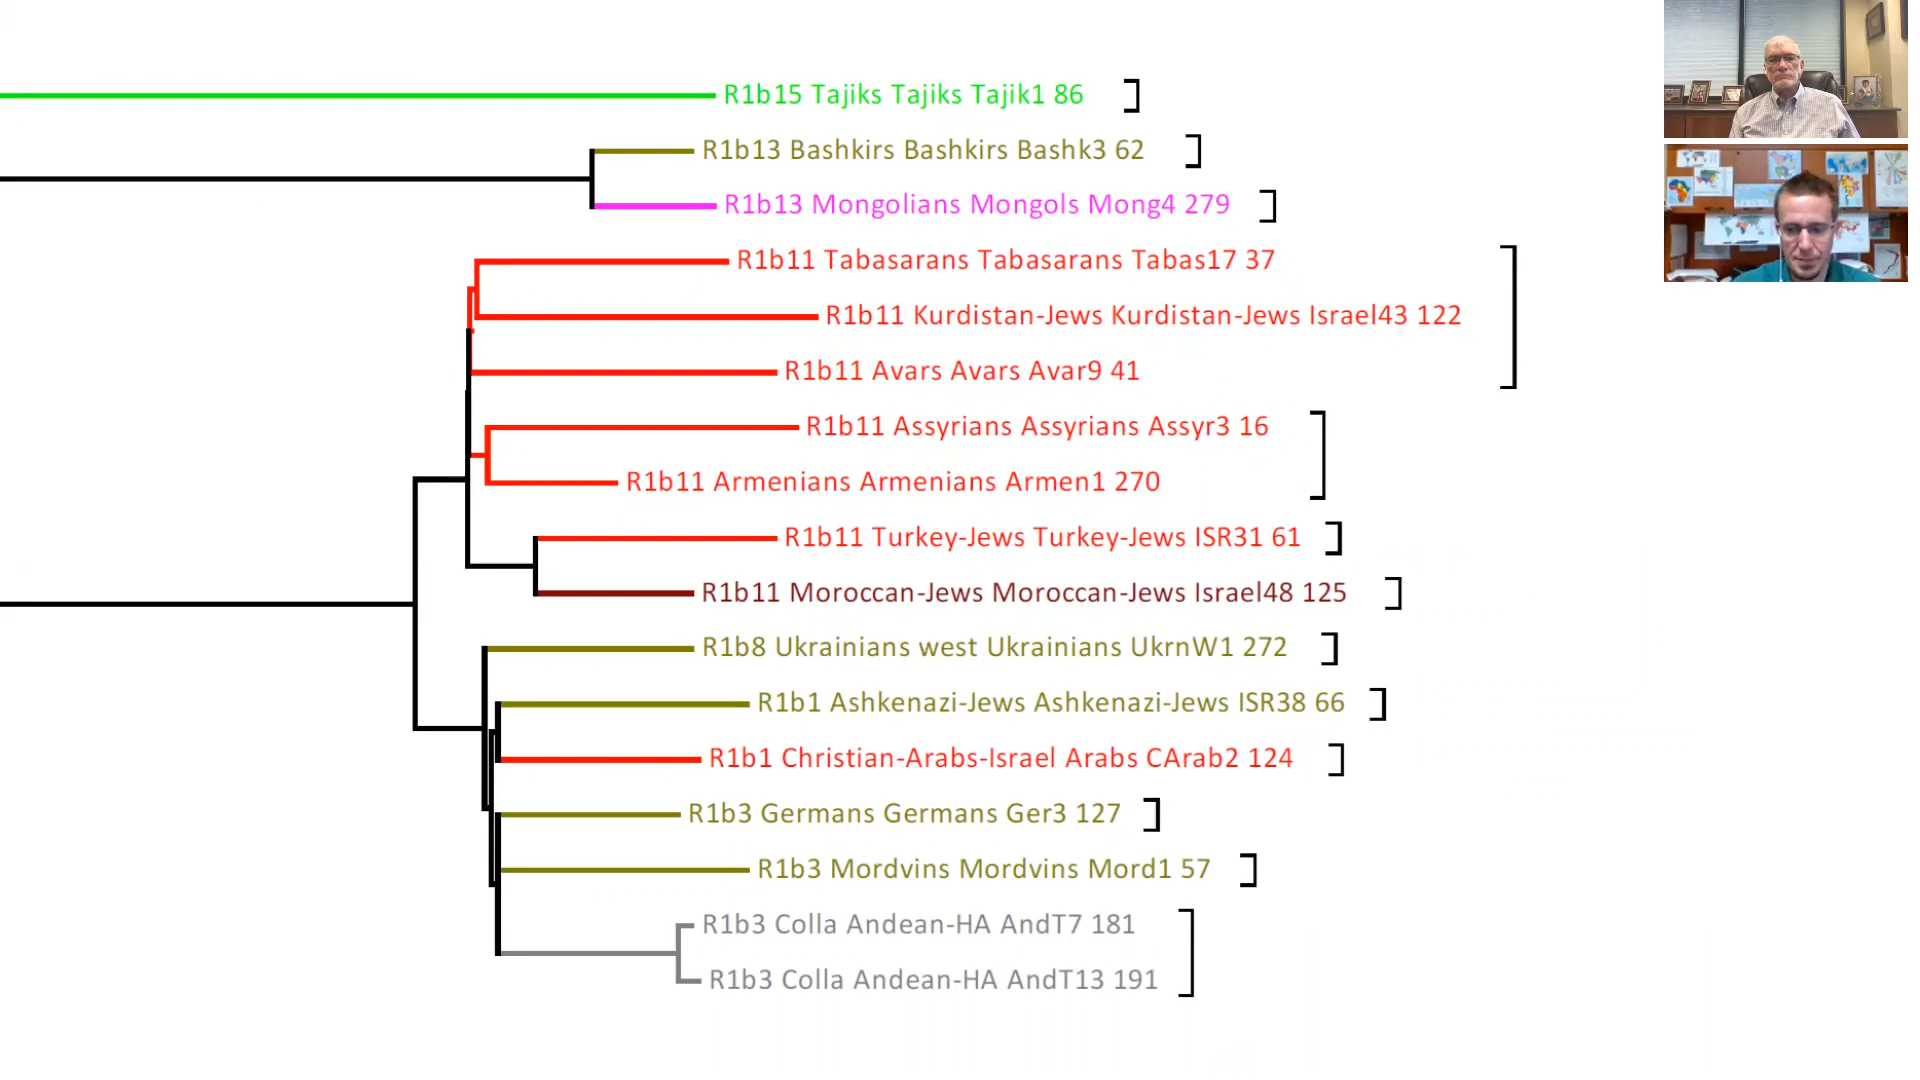 R1b15 Tajiks Tajiks Tajik1 86
R1b13 Bashkirs Bashkirs Bashk3 62
R1b13 Mongolians Mongols Mong4 279
R1b11 Tabasarans Tabasarans Tabas17 37
R1b11 Kurdistan-Jews Kurdistan-Jews Israel43 122
R1b11 Avars Avars Avar9 41
R1b11 Assyrians Assyrians Assyr3 16
R1b11 Armenians Armenians Armen1 270
R1b11 Turkey-Jews Turkey-Jews ISR31 61
R1b11 Moroccan-Jews Moroccan-Jews Israel48 125
R1b8 Ukrainians west Ukrainians UkrnW1 272
R1b1 Ashkenazi-Jews Ashkenazi-Jews ISR38 66
R1b1 Christian-Arabs-Israel Arabs CArab2 124
R1b3 Germans Germans Ger3 127
R1b3 Mordvins Mordvins Mord1 57
R1b3 Colla Andean-HA AndT7 181
R1b3 Colla Andean-HA AndT13 191